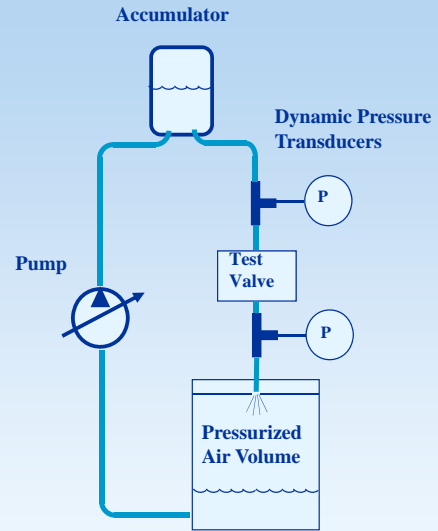 Accumulator
Dynamic Pressure
Transducers
P
Test
Valve
Pump
P
Pressurized
Air Volume